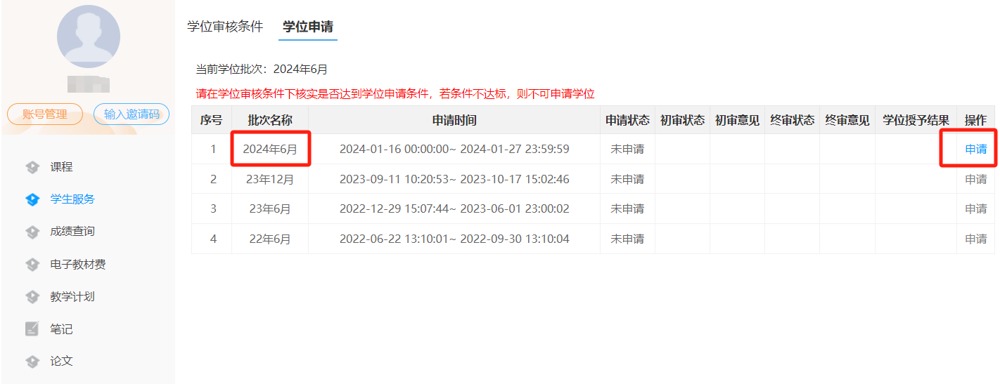 账号管理 输入邀请码
课程
学生服务
成绩查询
电子教材费
教学计划
笔记
论文
学位审核条件 学位申请
当前学位批次：2024年6月
请在学位审核条件下核实是否达到学位申请条件，若条件不达标，则不可申请学位
序号 批次名称 申请时间 申请状态 初审状态 初审意见 终审状态 终审意见 学位授予结果 操作
1 2024年6月 2024-01-16 00:00:00~ 2024-01-27 23:59:59 未申请 申请
2 23年12月 2023-09-11 10:20:53~ 2023-10-17 15:02:46 未申请 申请
3 23年6月 2022-12-29 15:07:44~ 2023-06-01 23:00:02 未申请 申请
4 22年6月 2022-06-22 13:10:01~ 2022-09-30 13:10:04 未申请 申请